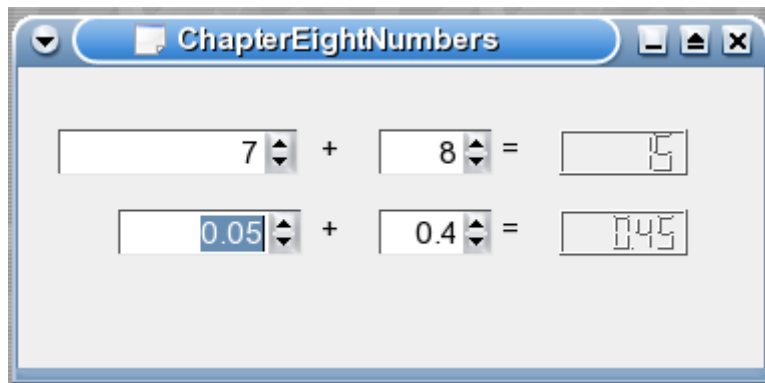 ChapterEightNumbers
7 + 8 = 15
0.05 + 0.4 = 0.45